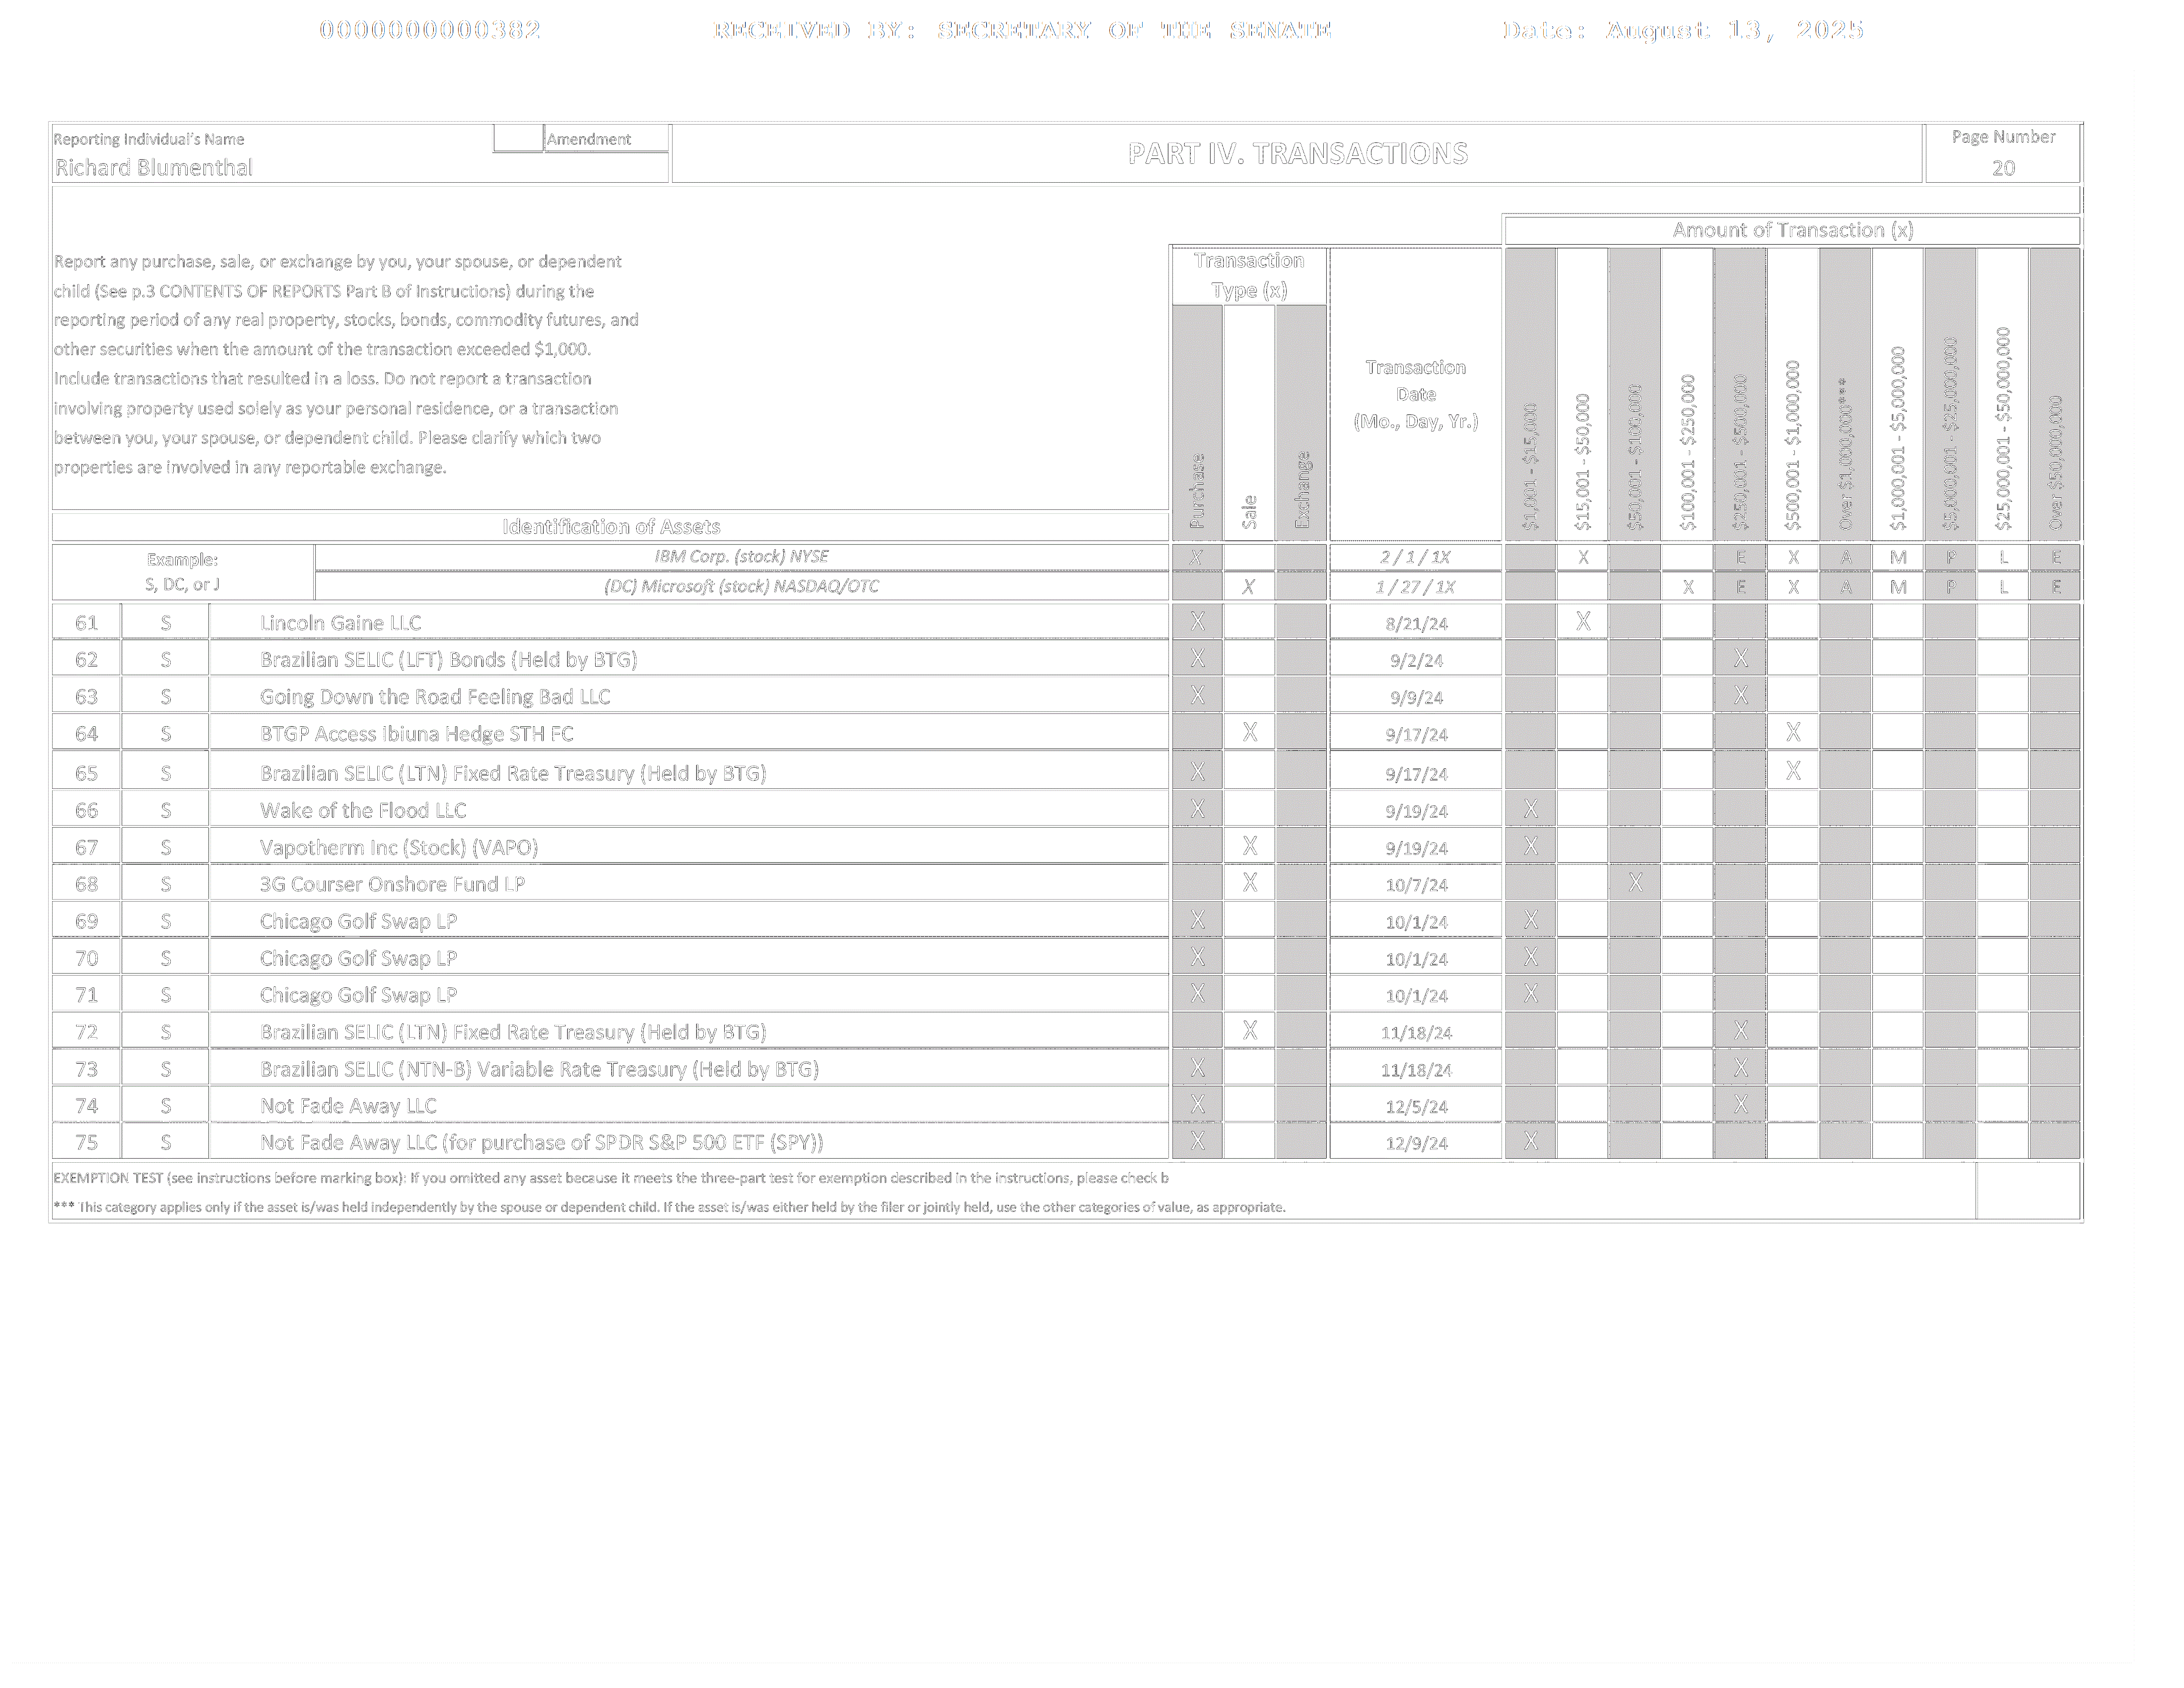 0000000000382 RECEIVED BY: SECRETARY OF THE SENATE Date: August 13, 2025
Reporting Individual's Name Amendment PART IV. TRANSACTIONS Page Number
Richard Blumenthal 20
Amount of Transaction (x)
Report any purchase, sale, or exchange by you, your spouse, or dependent
child (See p.3 CONTENTS OF REPORTS Part B of Instructions) during the
reporting period of any real property, stocks, bonds, commodity futures, and
other securities when the amount of the transaction exceeded $1,000.
Include transactions that resulted in a loss. Do not report a transaction
involving property used solely as your personal residence, or a transaction
between you, your spouse, or dependent child. Please clarify which two
properties are involved in any reportable exchange.
Transaction
Type (x)
Purchase
Sale
Exchange
Transaction
Date
(Mo., Day, Yr.)
$1,001 - $15,000
$15,001 - $50,000
$50,001 - $100,000
$100,001 - $250,000
$250,001 - $500,000
$500,001 - $1,000,000
Over $1,000,000***
$1,000,001 - $5,000,000
$5,000,001 - $25,000,000
$25,000,001 - $50,000,000
Over $50,000,000
Identification of Assets
Example:
S, DC, or J
IBM Corp. (stock) NYSE X 2 / 1 / 1X X E X A M P L E
(DC) Microsoft (stock) NASDAQ/OTC X 1 / 27 / 1X X E X A M P L E
61 S Lincoln Gaine LLC X 8/21/24 X
62 S Brazilian SELIC (LFT) Bonds (Held by BTG) X 9/2/24 X
63 S Going Down the Road Feeling Bad LLC X 9/9/24 X
64 S BTGP Access Ibiuna Hedge STH FC X 9/17/24 X
65 S Brazilian SELIC (LTN) Fixed Rate Treasury (Held by BTG) X 9/17/24 X
66 S Wake of the Flood LLC X 9/19/24 X
67 S Vapotherm Inc (Stock) (VAPO) X 9/19/24 X
68 S 3G Courser Onshore Fund LP X 10/7/24 X
69 S Chicago Golf Swap LP X 10/1/24 X
70 S Chicago Golf Swap LP X 10/1/24 X
71 S Chicago Golf Swap LP X 10/1/24 X
72 S Brazilian SELIC (LTN) Fixed Rate Treasury (Held by BTG) X 11/18/24 X
73 S Brazilian SELIC (NTN-B) Variable Rate Treasury (Held by BTG) X 11/18/24 X
74 S Not Fade Away LLC X 12/5/24 X
75 S Not Fade Away LLC (for purchase of SPDR S&P 500 ETF (SPY)) X 12/9/24 X
EXEMPTION TEST (see instructions before marking box): If you omitted any asset because it meets the three-part test for exemption described in the instructions, please check b
*** This category applies only if the asset is/was held independently by the spouse or dependent child. If the asset is/was either held by the filer or jointly held, use the other categories of value, as appropriate.